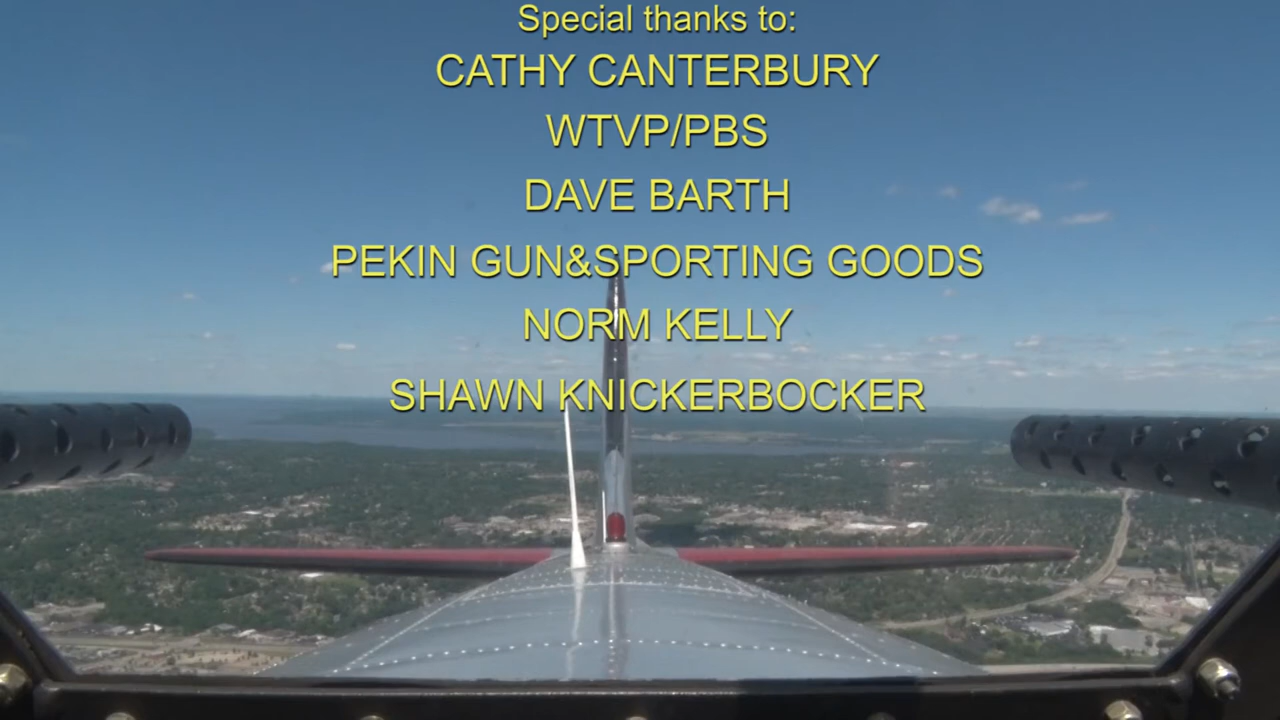 Special thanks to:
CATHY CANTERBURY
WTVP/PBS
DAVE BARTH
PEKIN GUN&SPORTING GOODS
NORM KELLY
SHAWN KNICKERBOCKER